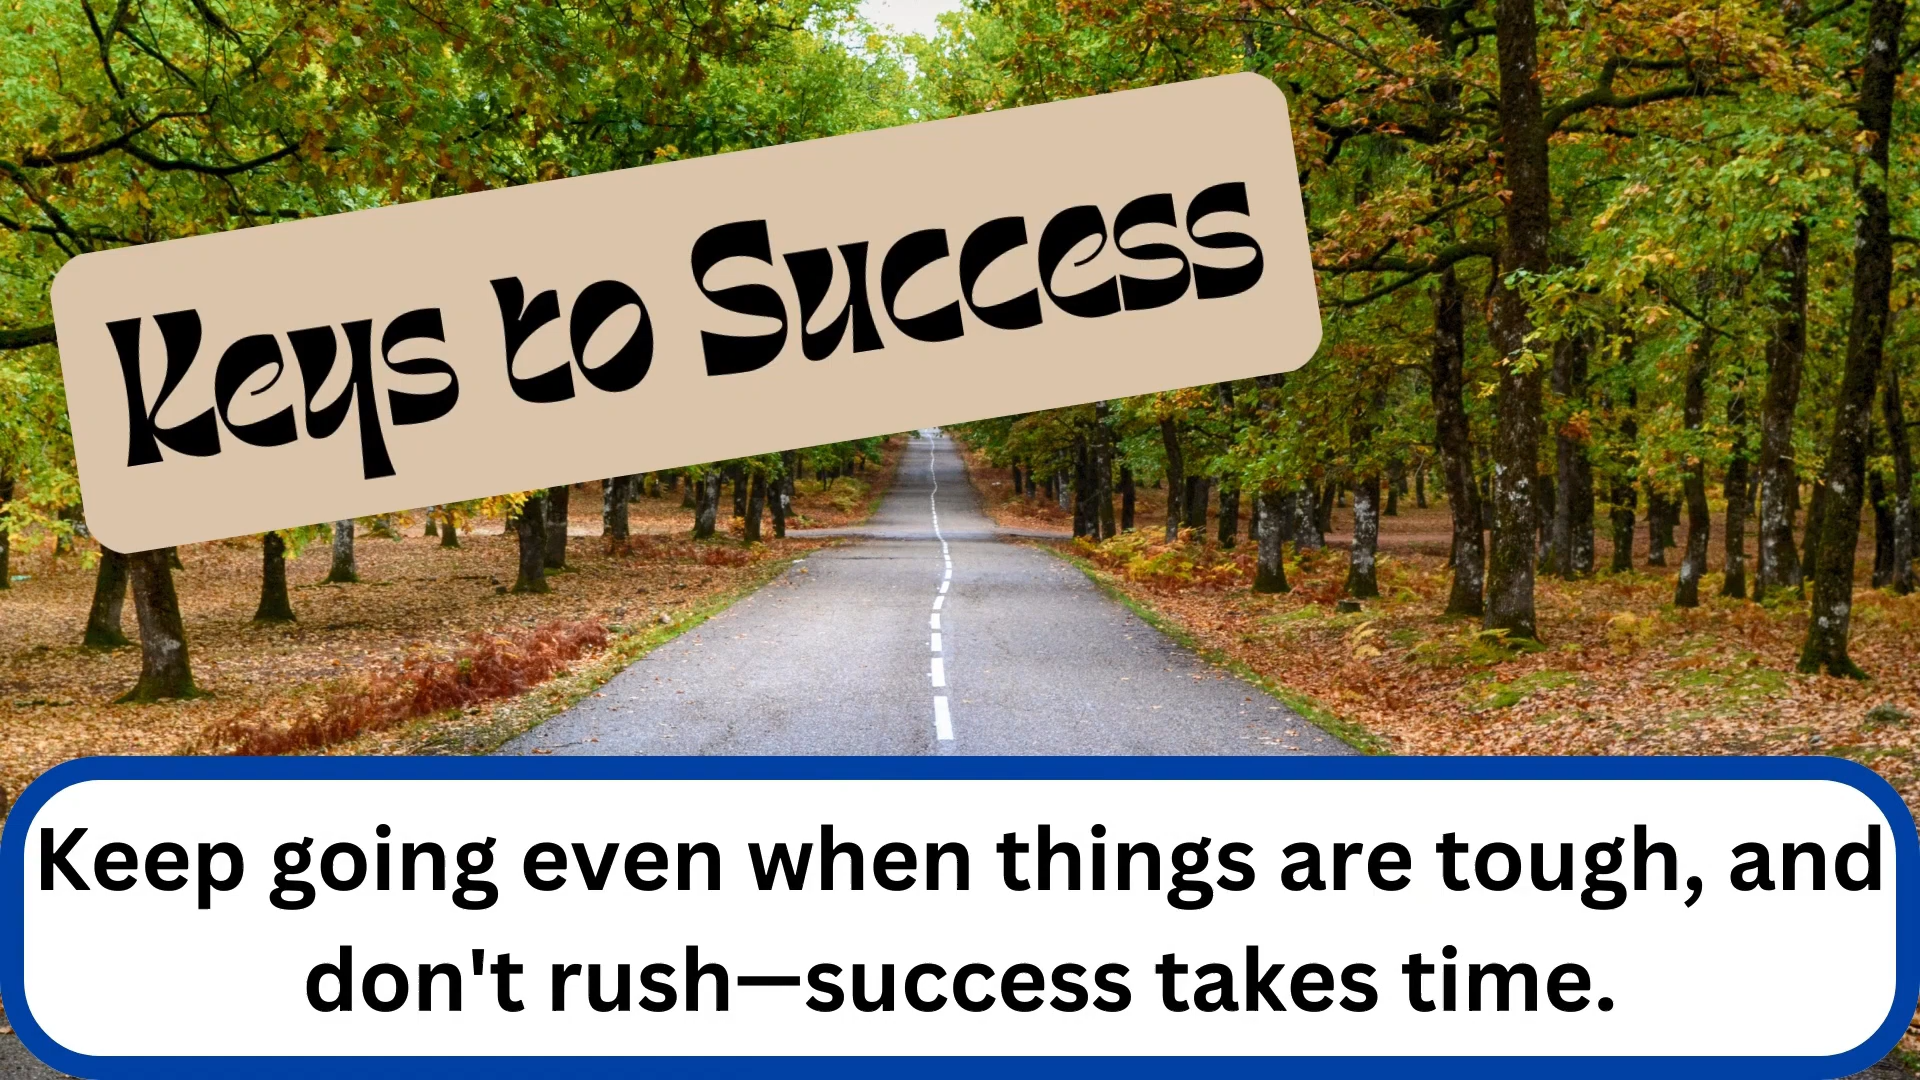 Keys to Success
Keep going even when things are tough, and
don't rush—success takes time.